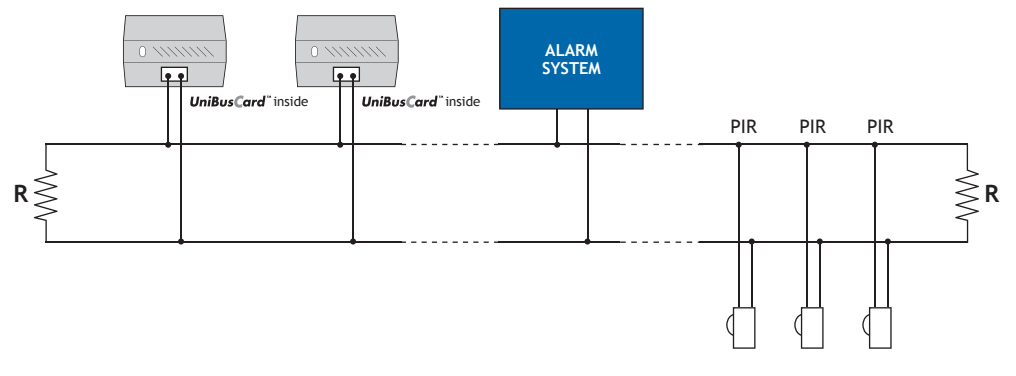 ALARM
SYSTEM
UniBusCard™ inside
UniBusCard™ inside
PIR PIR PIR
R
R